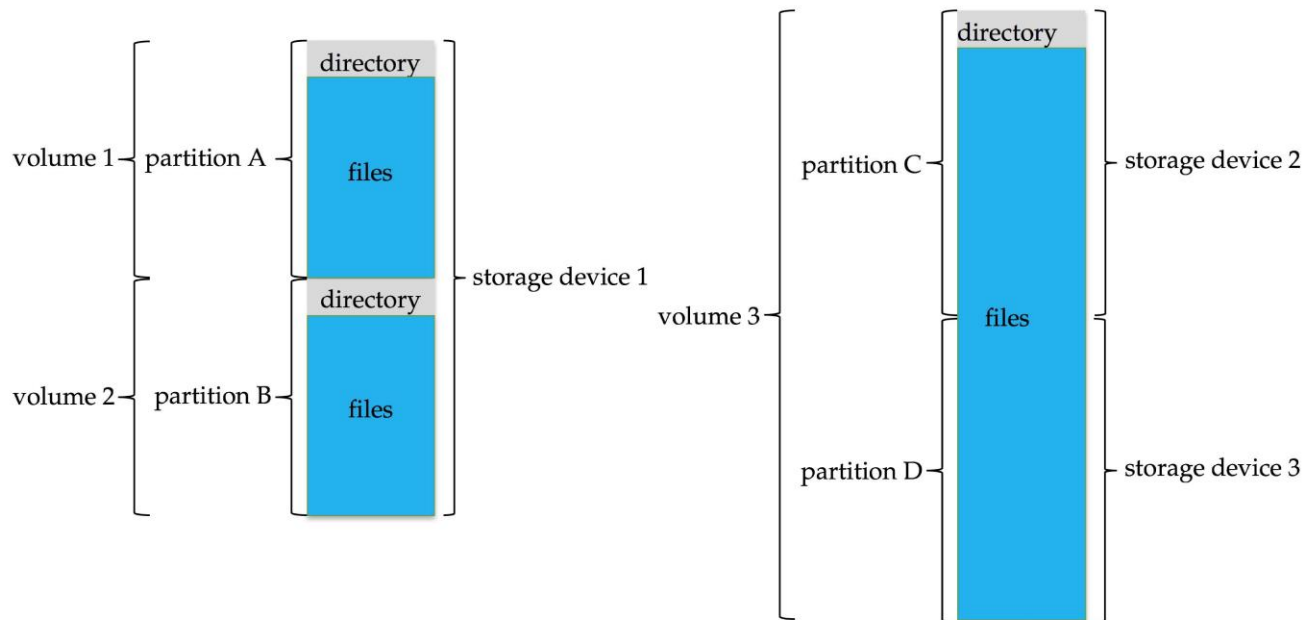 directory
volume 1
partition A
files
storage device 1
directory
volume 2
partition B
files
directory
partition C
storage device 2
volume 3
files
partition D
storage device 3